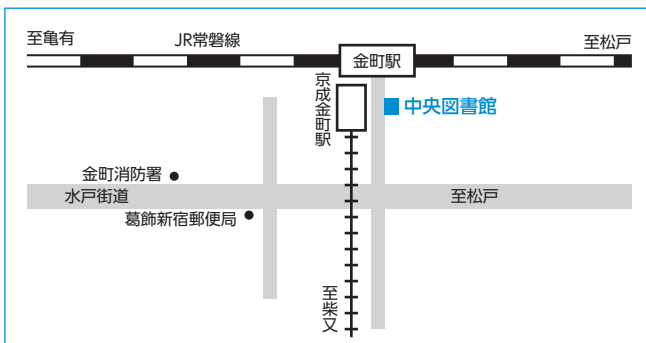 至亀有
JR常磐線
至松戸
金町駅
京成金町駅
中央図書館
金町消防署
水戸街道
至松戸
葛飾新宿郵便局
至柴又